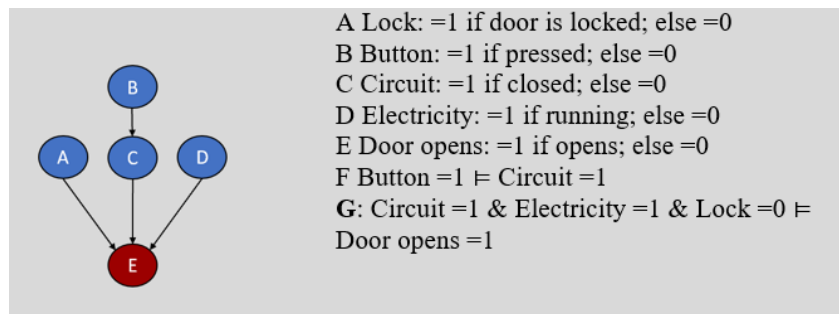 A Lock: =1 if door is locked; else =0
B Button: =1 if pressed; else =0
C Circuit: =1 if closed; else =0
D Electricity: =1 if running; else =0
E Door opens: =1 if opens; else =0
F Button =1 ⊨ Circuit =1
G: Circuit =1 & Electricity =1 & Lock =0 ⊨
Door opens =1
B
A C D
E